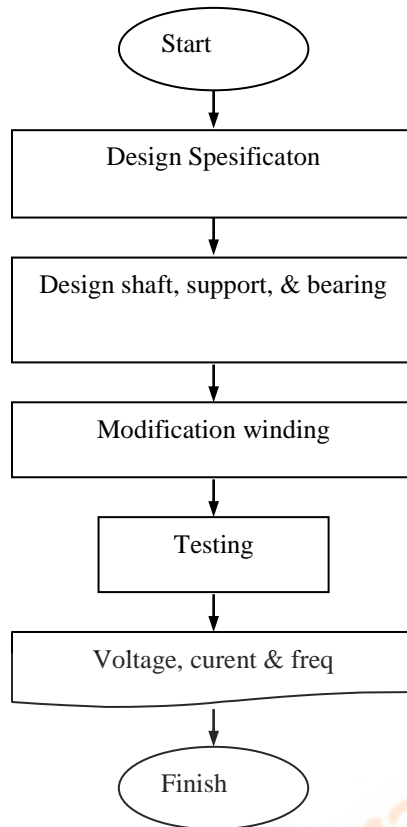 Start
Design Spesificaton
Design shaft, support, & bearing
Modification winding
Testing
Voltage, curent & freq
Finish